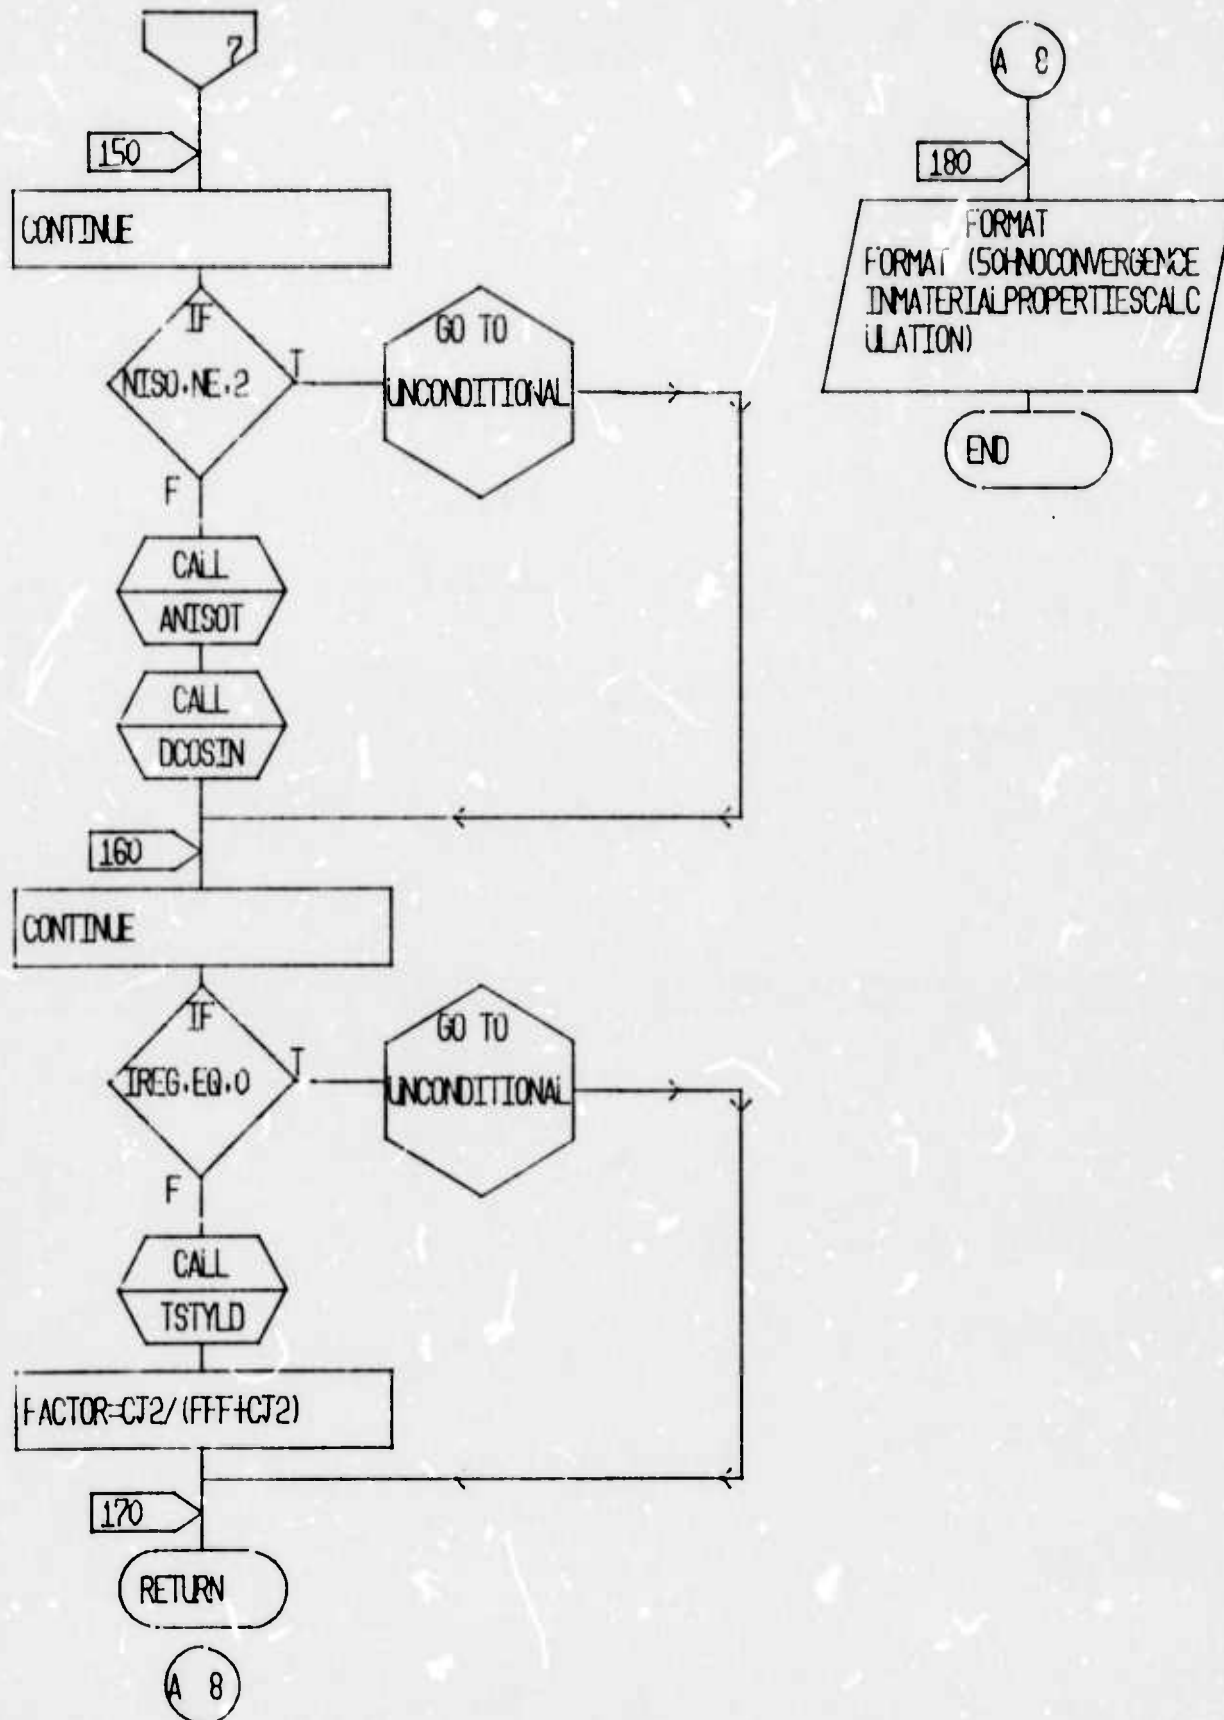 7
150
CONTINUE
IF
NISO.NE.2
T
GO TO
UNCONDITIONAL
F
CALL
ANISOT
CALL
DCOSIN
160
CONTINUE
IF
IREG.EQ.0
T
GO TO
UNCONDITIONAL
F
CALL
TSTYLD
FACTOR=CJ2/(FFF+CJ2)
170
RETURN
A 8
A 8
180
FORMAT
FORMAT (50HNOCONVERGENCE
INMATERIALPROPERTIESCALC
ULATION)
END